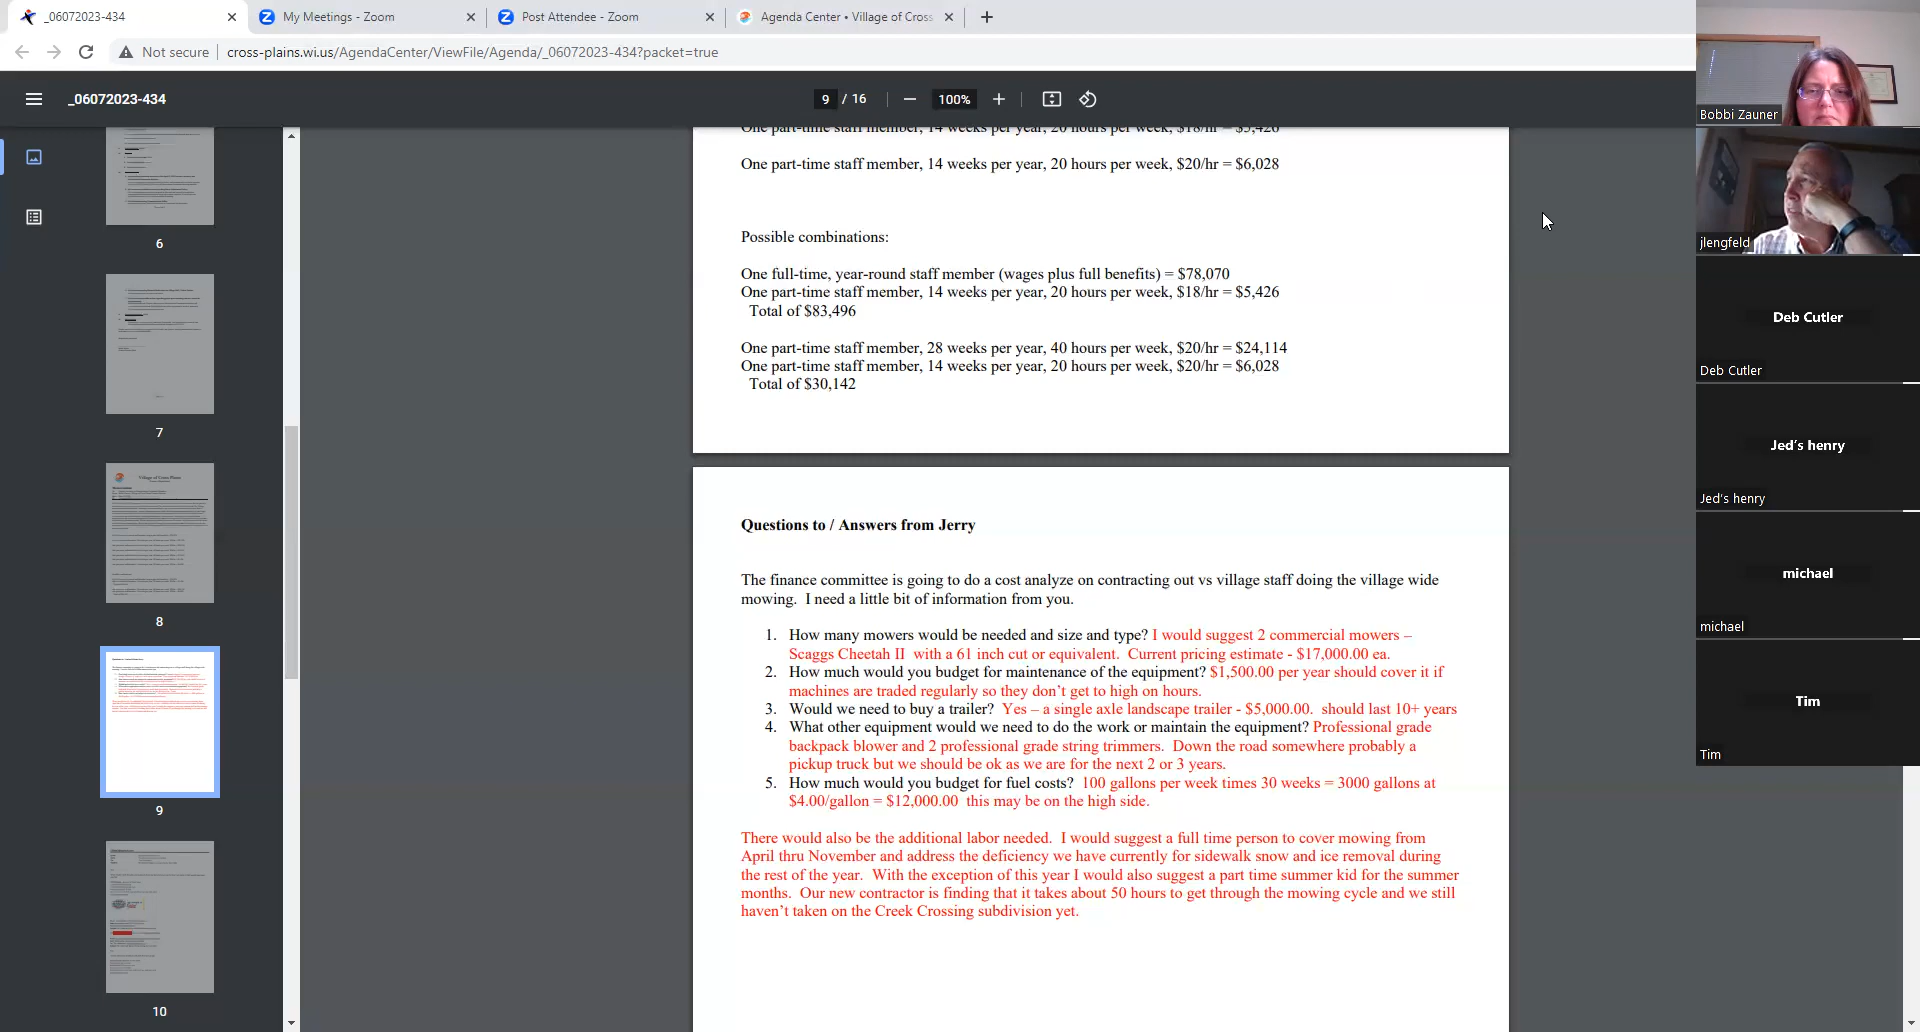 _06072023-434
My Meetings - Zoom
Post Attendee - Zoom
Agenda Center • Village of Cross
Not secure
cross-plains.wi.us/AgendaCenter/ViewFile/Agenda/_06072023-434?packet=true
_06072023-434
9 / 16
100%
6
7
8
9
10
One part-time staff member, 14 weeks per year, 20 hours per week, $18/hr = $5,426
One part-time staff member, 14 weeks per year, 20 hours per week, $20/hr = $6,028
Possible combinations:
One full-time, year-round staff member (wages plus full benefits) = $78,070
One part-time staff member, 14 weeks per year, 20 hours per week, $18/hr = $5,426
Total of $83,496
One part-time staff member, 28 weeks per year, 40 hours per week, $20/hr = $24,114
One part-time staff member, 14 weeks per year, 20 hours per week, $20/hr = $6,028
Total of $30,142
Questions to / Answers from Jerry
The finance committee is going to do a cost analyze on contracting out vs village staff doing the village wide
mowing. I need a little bit of information from you.
1. How many mowers would be needed and size and type? I would suggest 2 commercial mowers –
Scaggs Cheetah II with a 61 inch cut or equivalent. Current pricing estimate - $17,000.00 ea.
2. How much would you budget for maintenance of the equipment? $1,500.00 per year should cover it if
machines are traded regularly so they don't get to high on hours.
3. Would we need to buy a trailer? Yes – a single axle landscape trailer - $5,000.00. should last 10+ years
4. What other equipment would we need to do the work or maintain the equipment? Professional grade
backpack blower and 2 professional grade string trimmers. Down the road somewhere probably a
pickup truck but we should be ok as we are for the next 2 or 3 years.
5. How much would you budget for fuel costs? 100 gallons per week times 30 weeks = 3000 gallons at
$4.00/gallon = $12,000.00 this may be on the high side.
There would also be the additional labor needed. I would suggest a full time person to cover mowing from
April thru November and address the deficiency we have currently for sidewalk snow and ice removal during
the rest of the year. With the exception of this year I would also suggest a part time summer kid for the summer
months. Our new contractor is finding that it takes about 50 hours to get through the mowing cycle and we still
haven't taken on the Creek Crossing subdivision yet.
Bobbi Zauner
jlengfeld
Deb Cutler
Deb Cutler
Jed's henry
Jed's henry
michael
michael
Tim
Tim